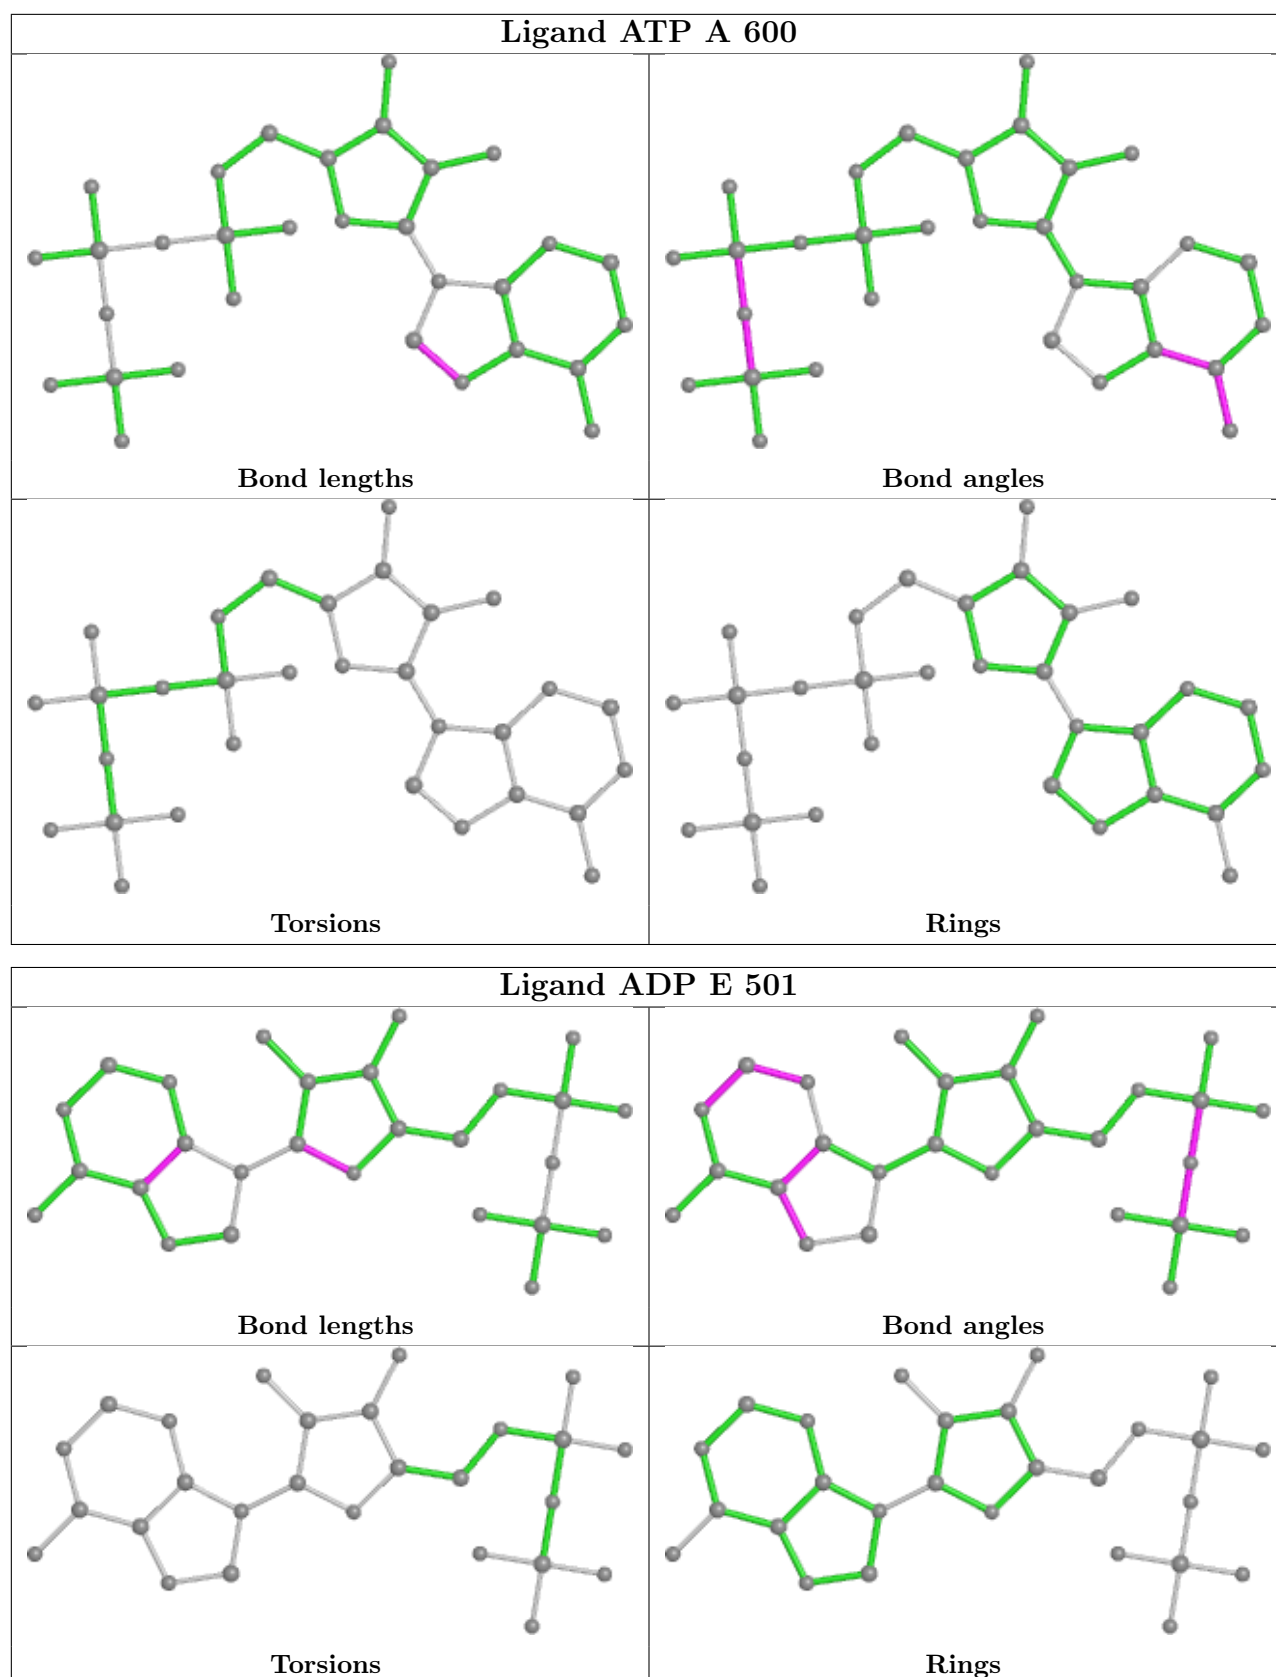 Ligand ATP A 600
Bond lengths
Bond angles
Torsions
Rings
Ligand ADP E 501
Bond lengths
Bond angles
Torsions
Rings